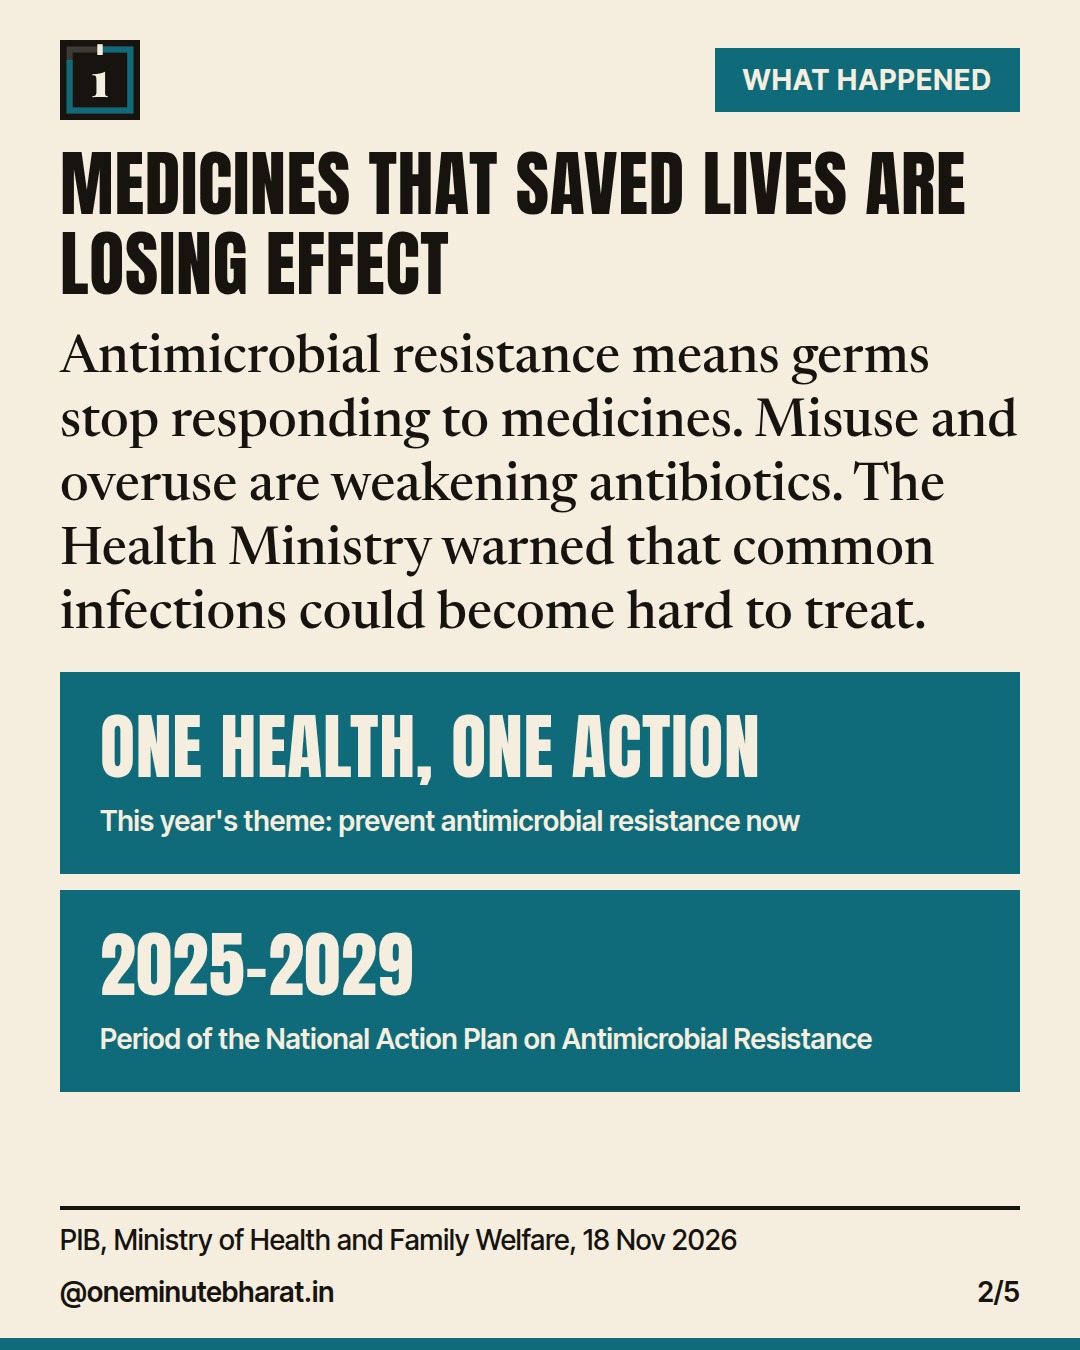 1
WHAT HAPPENED
MEDICINES THAT SAVED LIVES ARE
LOSING EFFECT
Antimicrobial resistance means germs
stop responding to medicines. Misuse and
overuse are weakening antibiotics. The
Health Ministry warned that common
infections could become hard to treat.
ONE HEALTH, ONE ACTION
This year's theme: prevent antimicrobial resistance now
2025-2029
Period of the National Action Plan on Antimicrobial Resistance
PIB, Ministry of Health and Family Welfare, 18 Nov 2026
@oneminutebharat.in
2/5